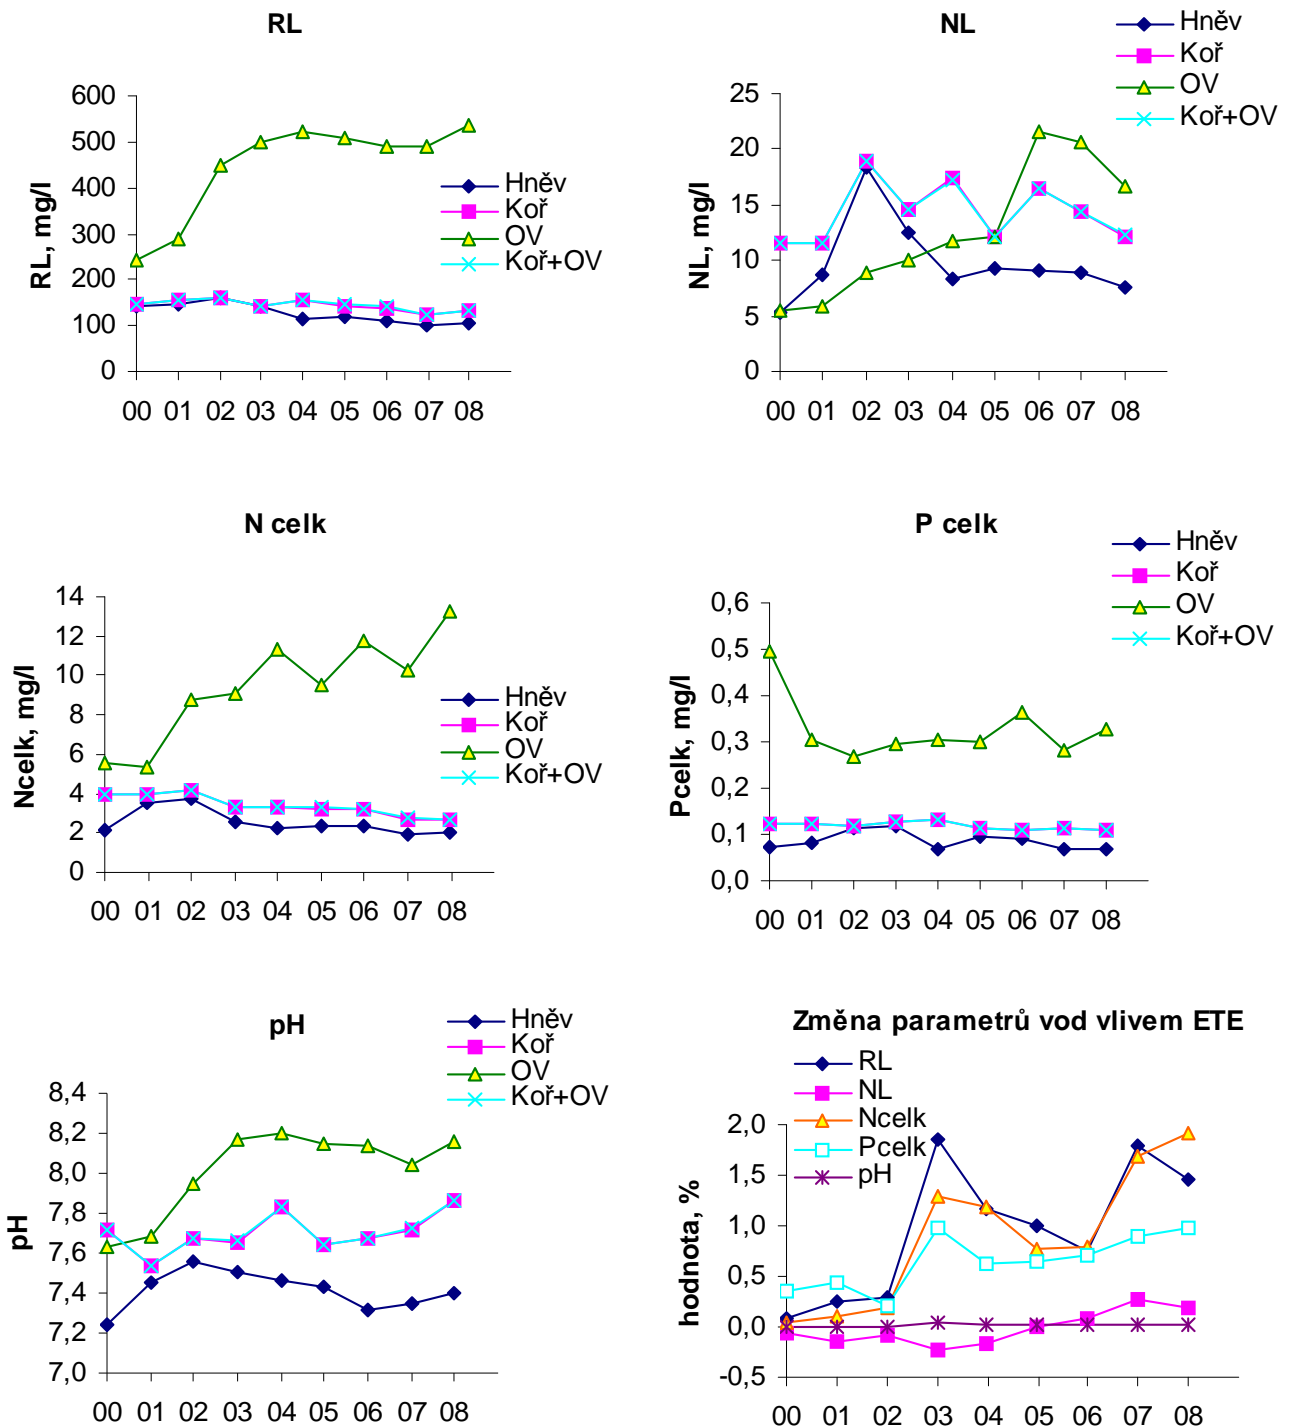 RL
RL, mg/l
600
500
400
300
200
100
0
00 01 02 03 04 05 06 07 08
Hněv
Koř
OV
Koř+OV
NL
NL, mg/l
25
20
15
10
5
0
00 01 02 03 04 05 06 07 08
Hněv
Koř
OV
Koř+OV
N celk
Ncelk, mg/l
14
12
10
8
6
4
2
0
00 01 02 03 04 05 06 07 08
Hněv
Koř
OV
Koř+OV
P celk
Pcelk, mg/l
0,6
0,5
0,4
0,3
0,2
0,1
0,0
00 01 02 03 04 05 06 07 08
Hněv
Koř
OV
Koř+OV
pH
pH
8,4
8,2
8,0
7,8
7,6
7,4
7,2
7,0
00 01 02 03 04 05 06 07 08
Hněv
Koř
OV
Koř+OV
Změna parametrů vod vlivem ETE
hodnota, %
2,0
1,5
1,0
0,5
0,0
-0,5
00 01 02 03 04 05 06 07 08
RL
NL
Ncelk
Pcelk
pH